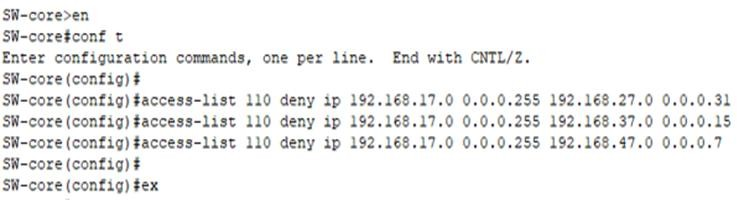 SW-core>en
SW-core#conf t
Enter configuration commands, one per line.  End with CNTL/Z.
SW-core(config)#
SW-core(config)#access-list 110 deny ip 192.168.17.0 0.0.0.255 192.168.27.0 0.0.0.31
SW-core(config)#access-list 110 deny ip 192.168.17.0 0.0.0.255 192.168.37.0 0.0.0.15
SW-core(config)#access-list 110 deny ip 192.168.17.0 0.0.0.255 192.168.47.0 0.0.0.7
SW-core(config)#
SW-core(config)#ex